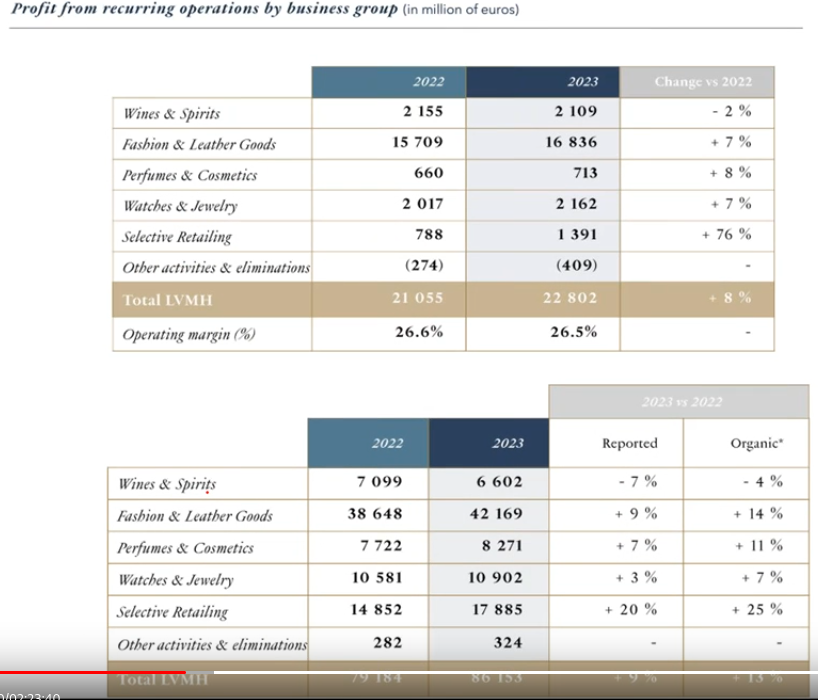 Profit from recurring operations by business group (in million of euros)
2022 2023 Change vs 2022
Wines & Spirits 2 155 2 109 - 2 %
Fashion & Leather Goods 15 709 16 836 + 7 %
Perfumes & Cosmetics 660 713 + 8 %
Watches & Jewelry 2 017 2 162 + 7 %
Selective Retailing 788 1 391 + 76 %
Other activities & eliminations (274) (409) -
Total LVMH 21 055 22 802 + 8 %
Operating margin (%) 26.6% 26.5% -
2023 vs 2022
2022 2023 Reported Organic*
Wines & Spirits 7 099 6 602 - 7 % - 4 %
Fashion & Leather Goods 38 648 42 169 + 9 % + 14 %
Perfumes & Cosmetics 7 722 8 271 + 7 % + 11 %
Watches & Jewelry 10 581 10 902 + 3 % + 7 %
Selective Retailing 14 852 17 885 + 20 % + 25 %
Other activities & eliminations 282 324 - -
Total LVMH 79 184 86 153 + 9 % + 13 %
/02:23:40